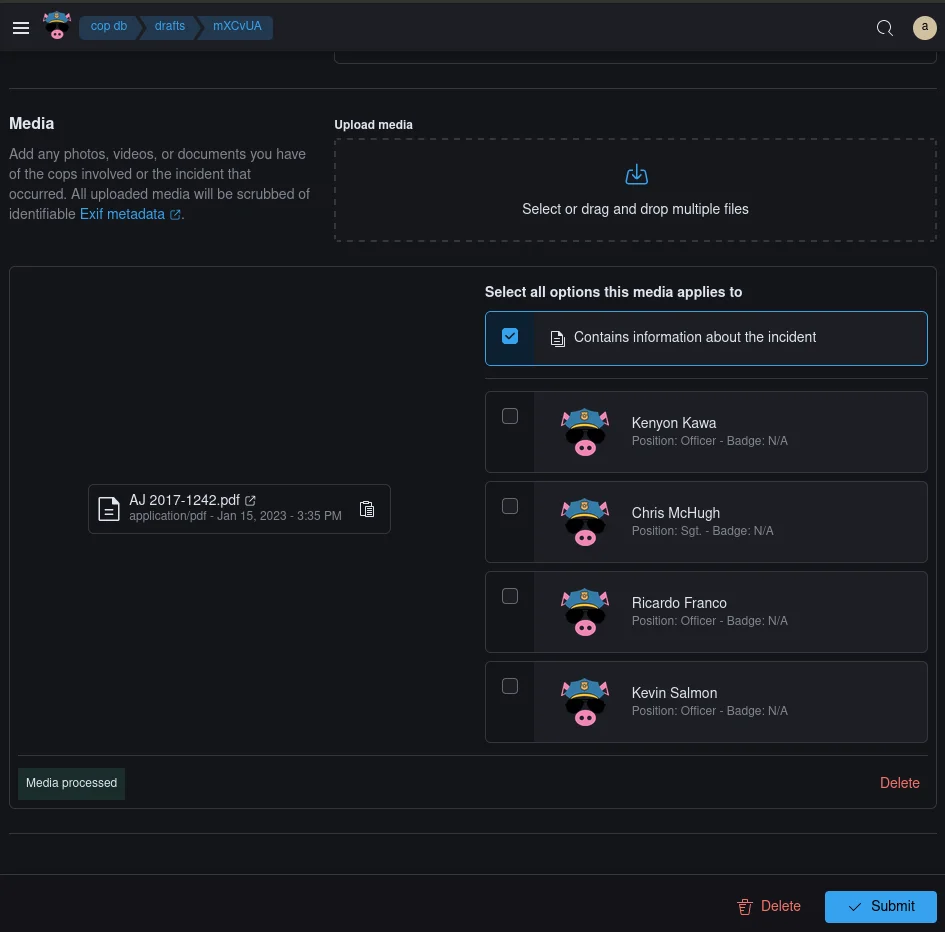 cop db
drafts
mXCvUA
a
Media
Add any photos, videos, or documents you have
of the cops involved or the incident that
occurred. All uploaded media will be scrubbed of
identifiable Exif metadata.
Upload media
Select or drag and drop multiple files
Select all options this media applies to
Contains information about the incident
AJ 2017-1242.pdf
application/pdf - Jan 15, 2023 - 3:35 PM
Kenyon Kawa
Position: Officer - Badge: N/A
Chris McHugh
Position: Sgt. - Badge: N/A
Ricardo Franco
Position: Officer - Badge: N/A
Kevin Salmon
Position: Officer - Badge: N/A
Media processed
Delete
Delete
Submit